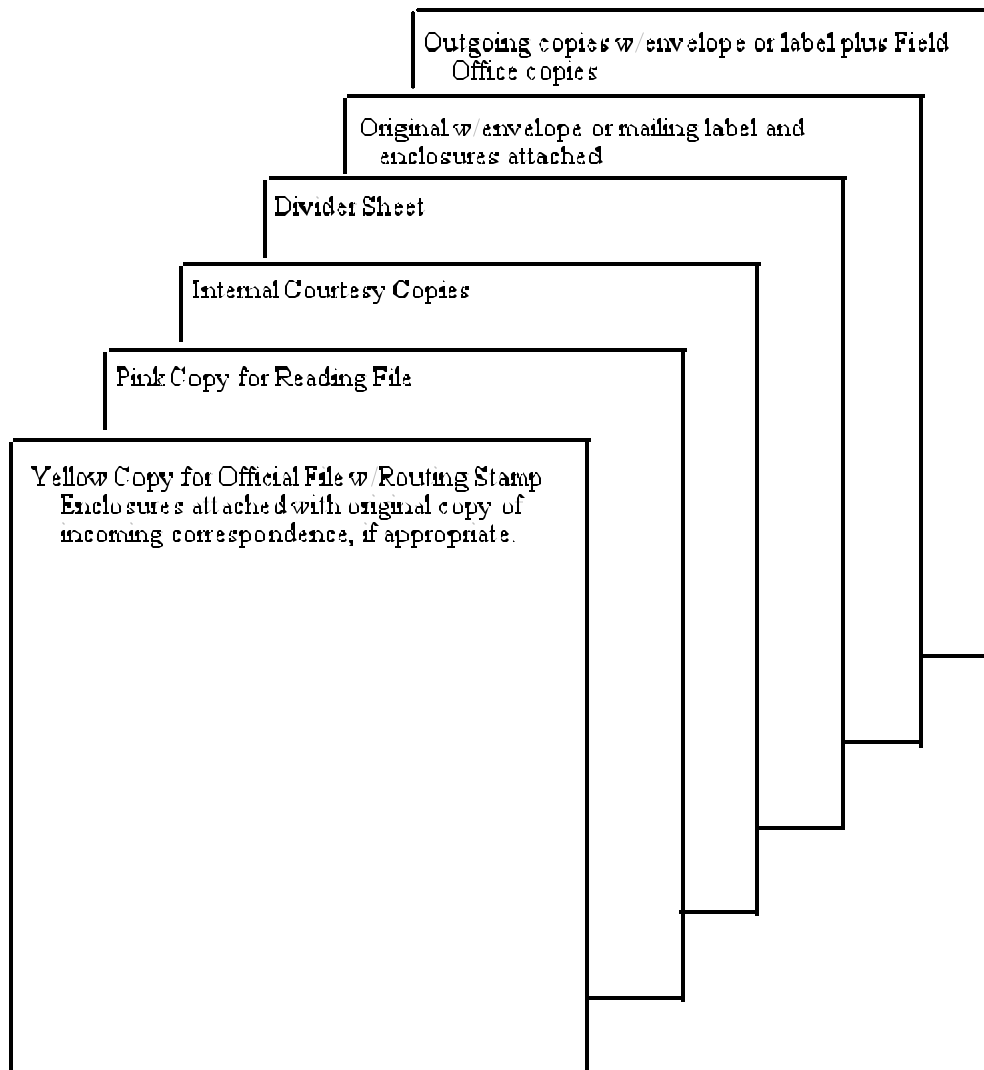 Outgoing copies w/envelope or label plus Field
Office copies
Original w/envelope or mailing label and
enclosures attached
Divider Sheet
Internal Courtesy Copies
Pink Copy for Reading File
Yellow Copy for Official File w/Routing Stamp
Enclosures attached with original copy of
incoming correspondence, if appropriate.